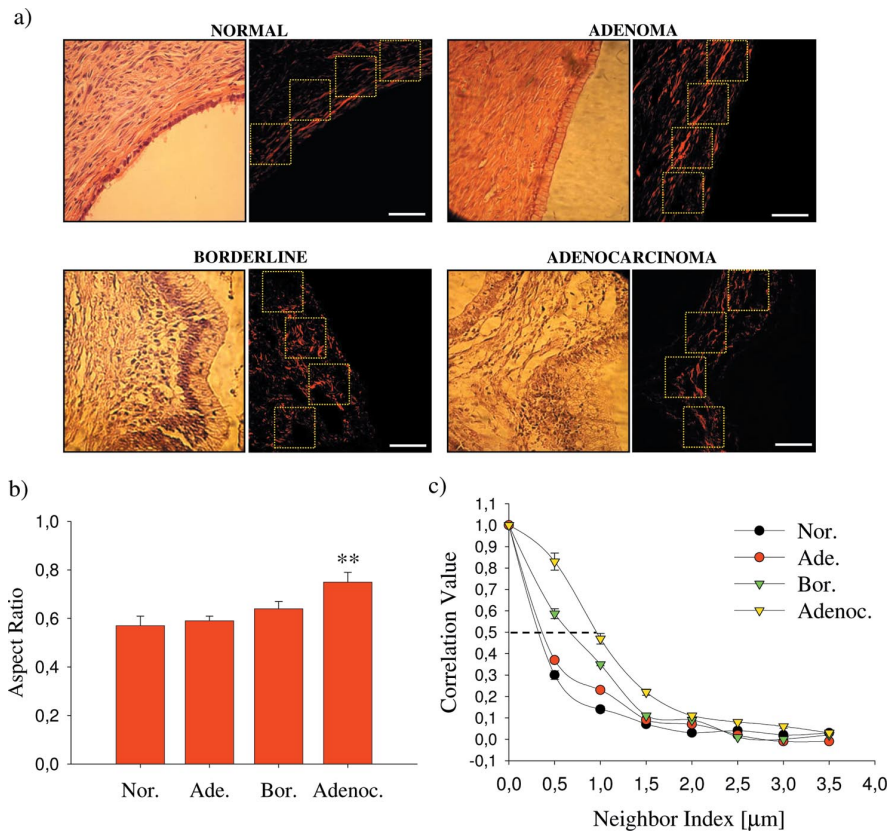 a)
NORMAL
ADENOMA
BORDERLINE
ADENOCARCINOMA
b)
Aspect Ratio
1,0
0,8
0,6
0,4
0,2
0,0
**
Nor.
Ade.
Bor.
Adenoc.
c)
Correlation Value
1,1
1,0
0,9
0,8
0,7
0,6
0,5
0,4
0,3
0,2
0,1
0,0
-0,1
Nor.
Ade.
Bor.
Adenoc.
0,0
0,5
1,0
1,5
2,0
2,5
3,0
3,5
4,0
Neighbor Index [µm]